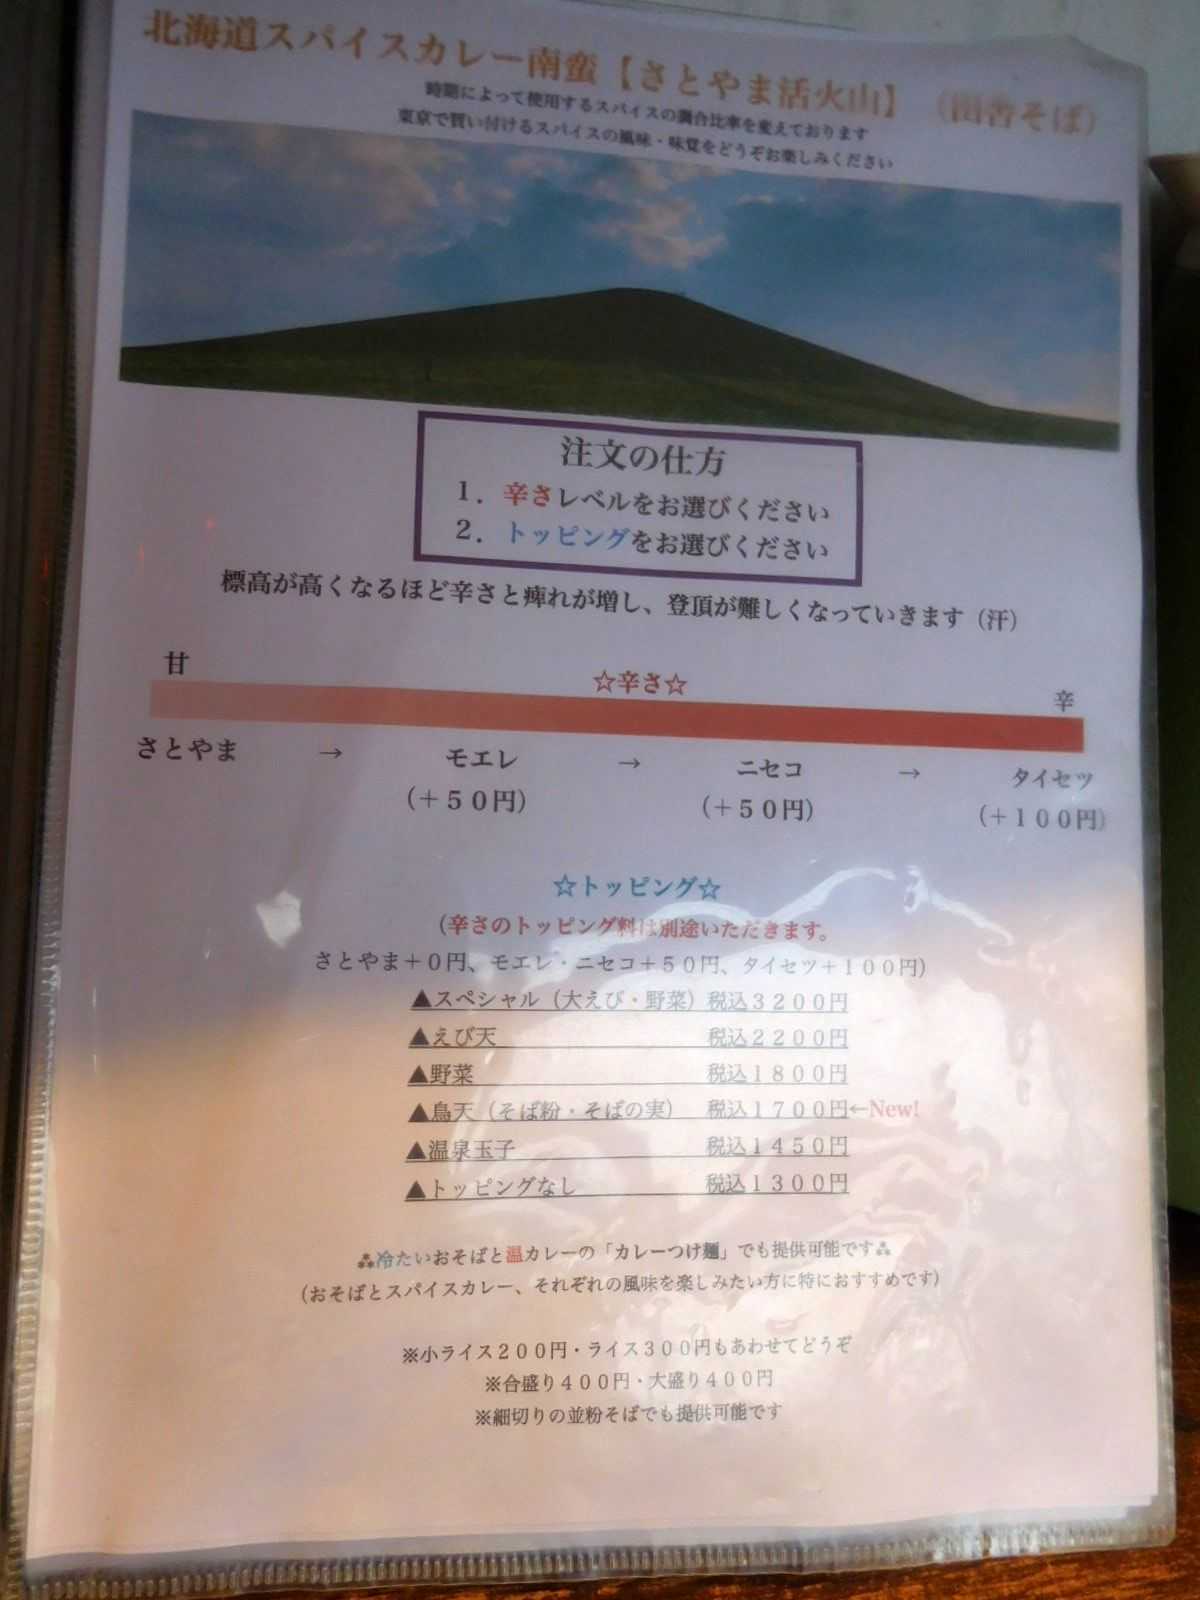 北海道スパイスカレー南蛮【さとやま活火山】（田舎そば）
時期によって使用するスパイスの調合比率を変えております
東京で買い付けるスパイスの風味・味覚をどうぞお楽しみください
注文の仕方
１．辛さレベルをお選びください
２．トッピングをお選びください
標高が高くなるほど辛さと痺れが増し、登頂が難しくなっていきます（汗）
甘 ☆辛さ☆ 辛
さとやま → モエレ → ニセコ → タイセツ
（＋５０円） （＋５０円） （＋１００円）
☆トッピング☆
（辛さのトッピング料は別途いただきます。
さとやま＋０円、モエレ・ニセコ＋５０円、タイセツ＋１００円）
▲スペシャル（大えび・野菜）税込３２００円
▲えび天 税込２２００円
▲野菜 税込１８００円
▲鳥天（そば粉・そばの実） 税込１７００円←New!
▲温泉玉子 税込１４５０円
▲トッピングなし 税込１３００円
⁂冷たいおそばと温カレーの「カレーつけ麺」でも提供可能です⁂
（おそばとスパイスカレー、それぞれの風味を楽しみたい方に特におすすめです）
※小ライス２００円・ライス３００円もあわせてどうぞ
※合盛り４００円・大盛り４００円
※細切りの並粉そばでも提供可能です